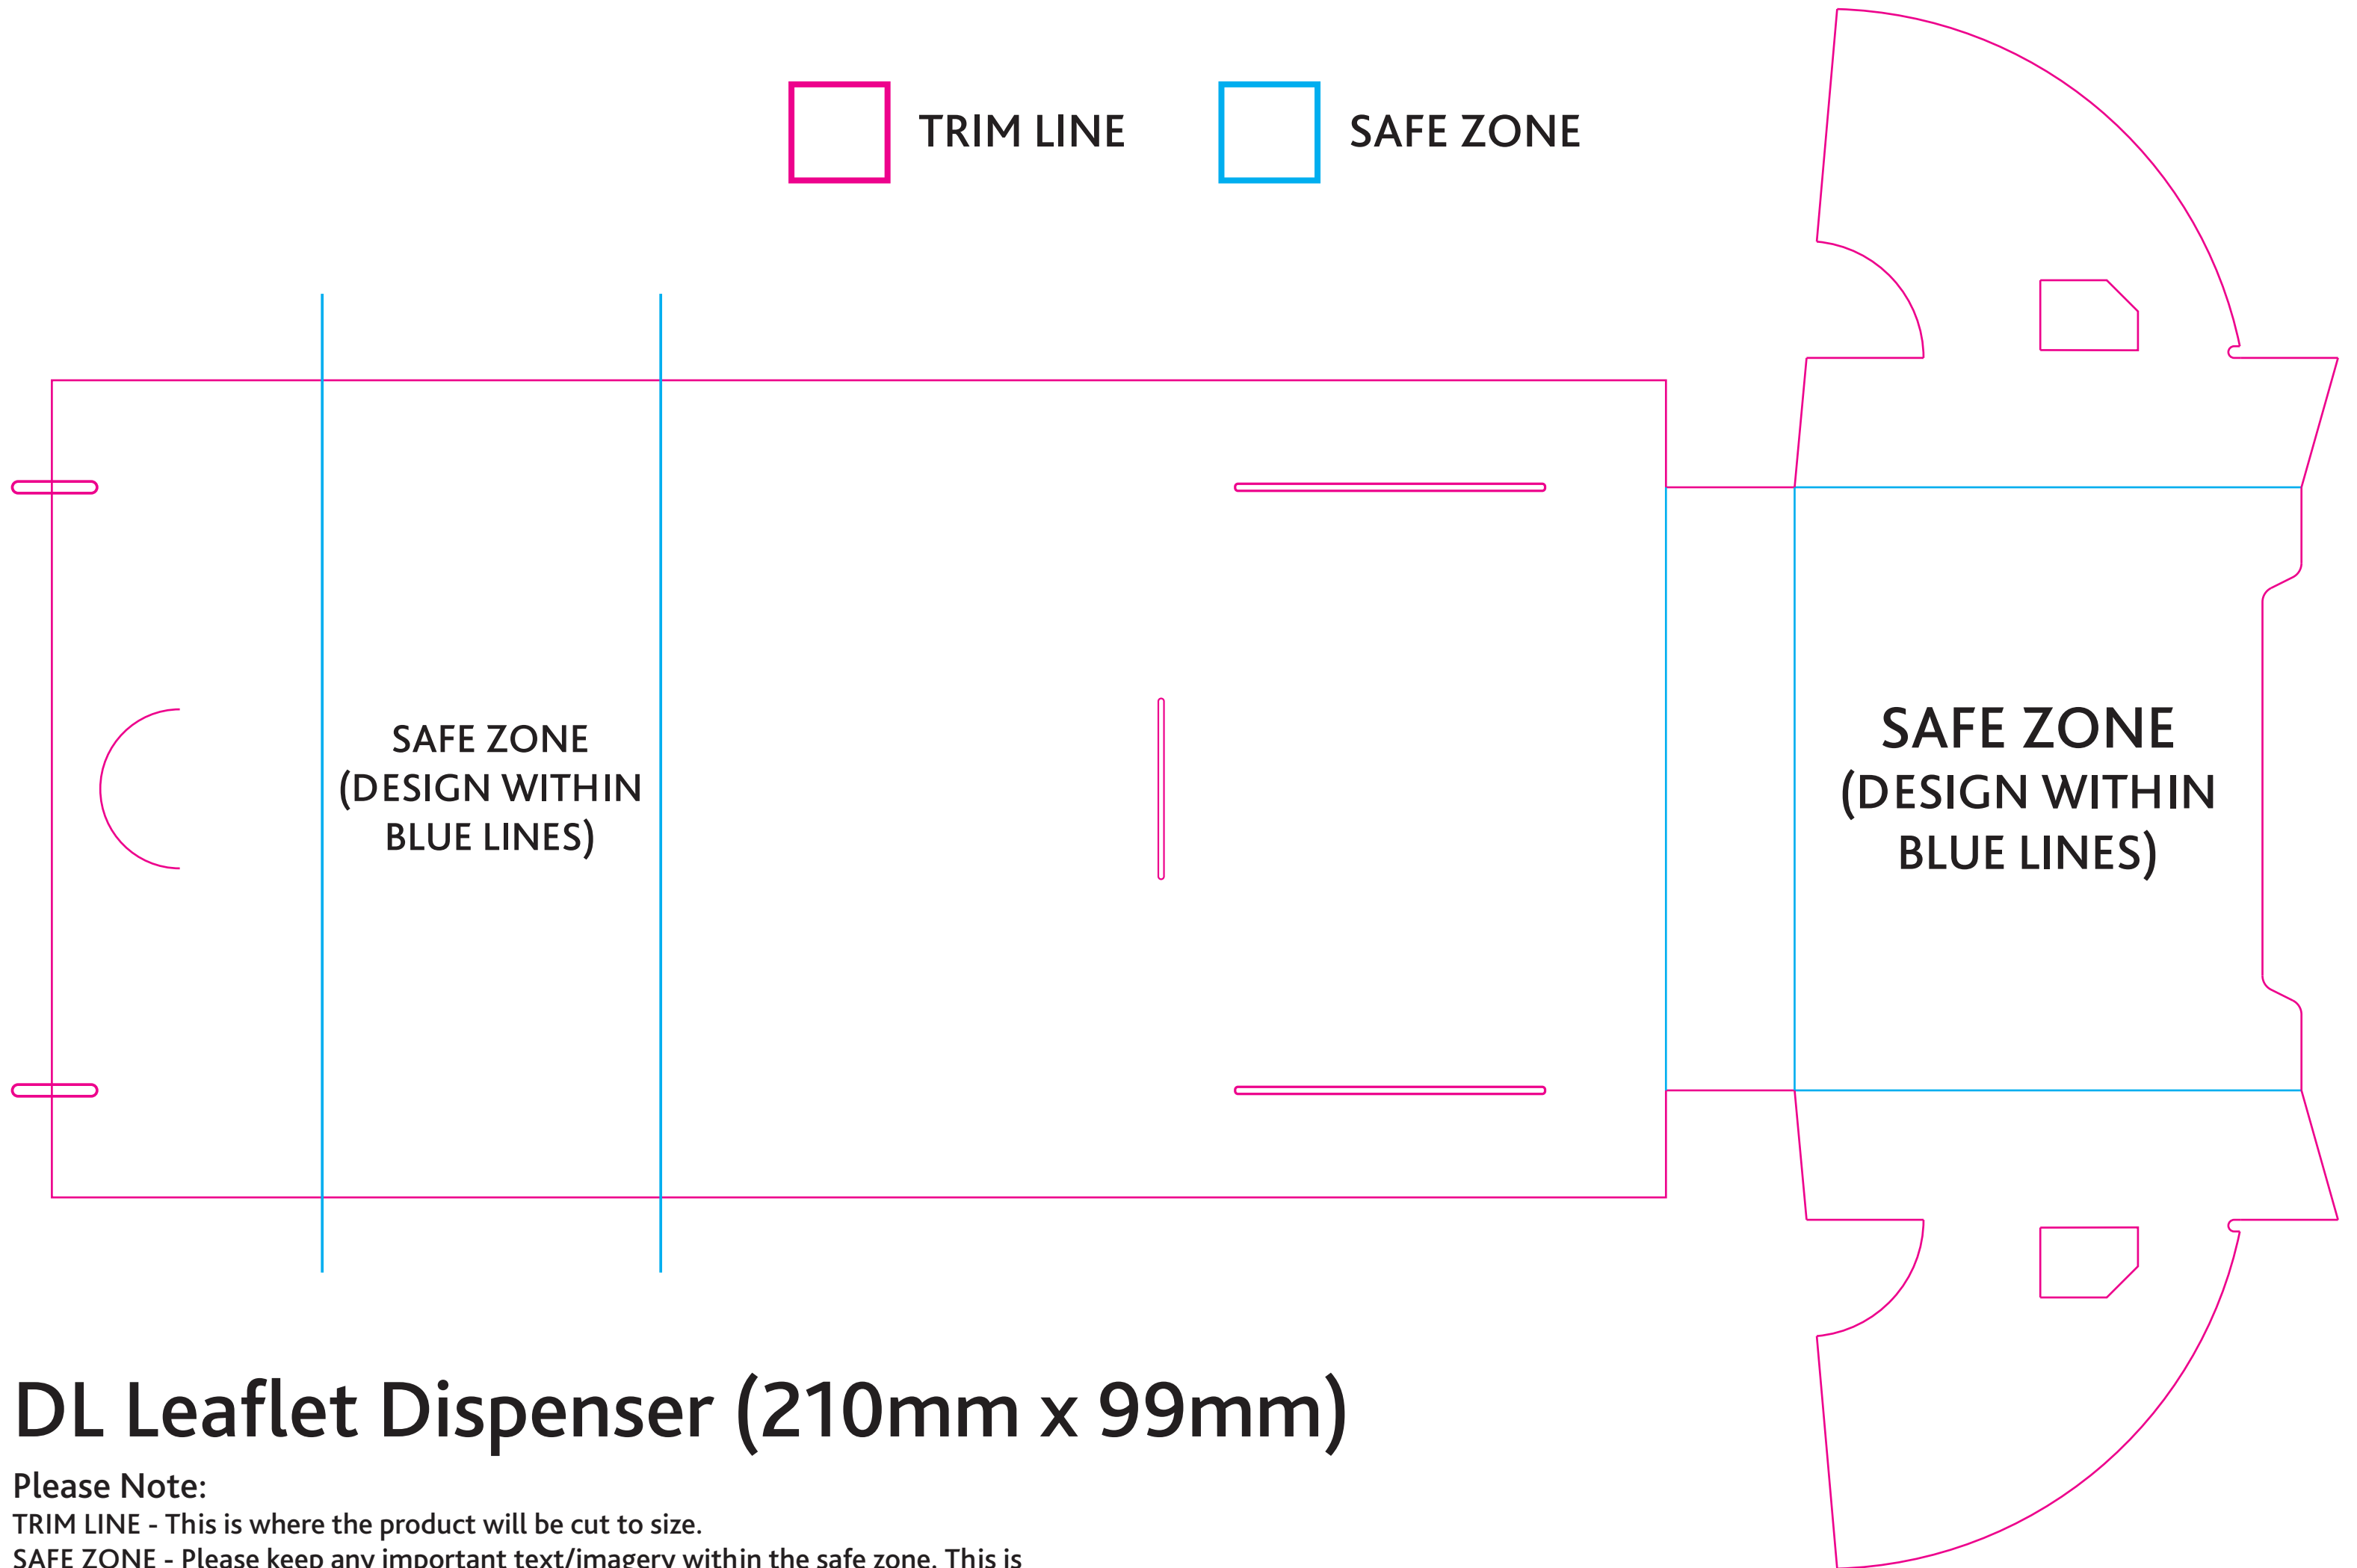 TRIM LINE
SAFE ZONE
SAFE ZONE
(DESIGN WITHIN
BLUE LINES)
SAFE ZONE
(DESIGN WITHIN
BLUE LINES)
DL Leaflet Dispenser (210mm x 99mm)
Please Note:
TRIM LINE - This is where the product will be cut to size.
SAFE ZONE - Please keep any important text/imagery within the safe zone. This is